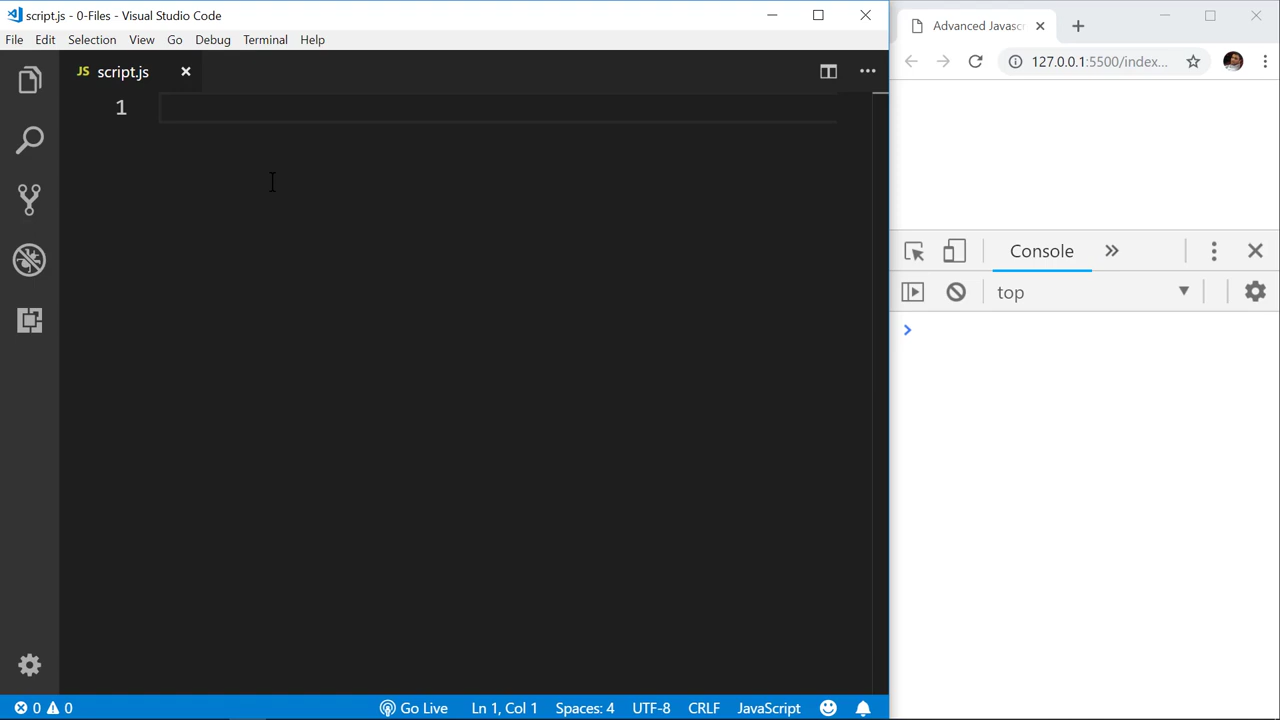 script.js - 0-Files - Visual Studio Code
File Edit Selection View Go Debug Terminal Help
JS script.js
1
0 0
Go Live Ln 1, Col 1 Spaces: 4 UTF-8 CRLF JavaScript
Advanced Javasc
127.0.0.1:5500/index...
Console
top